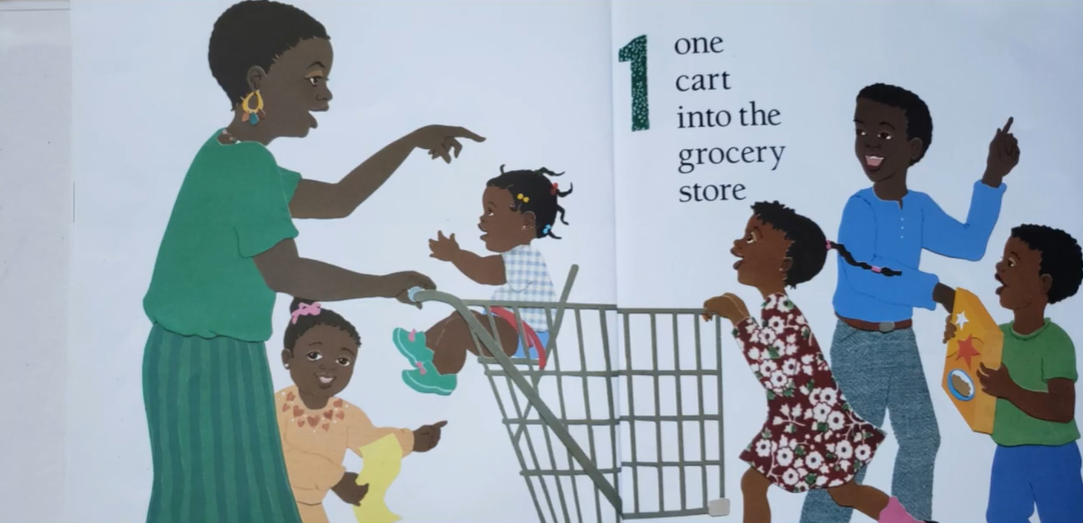 1
one
cart
into the
grocery
store